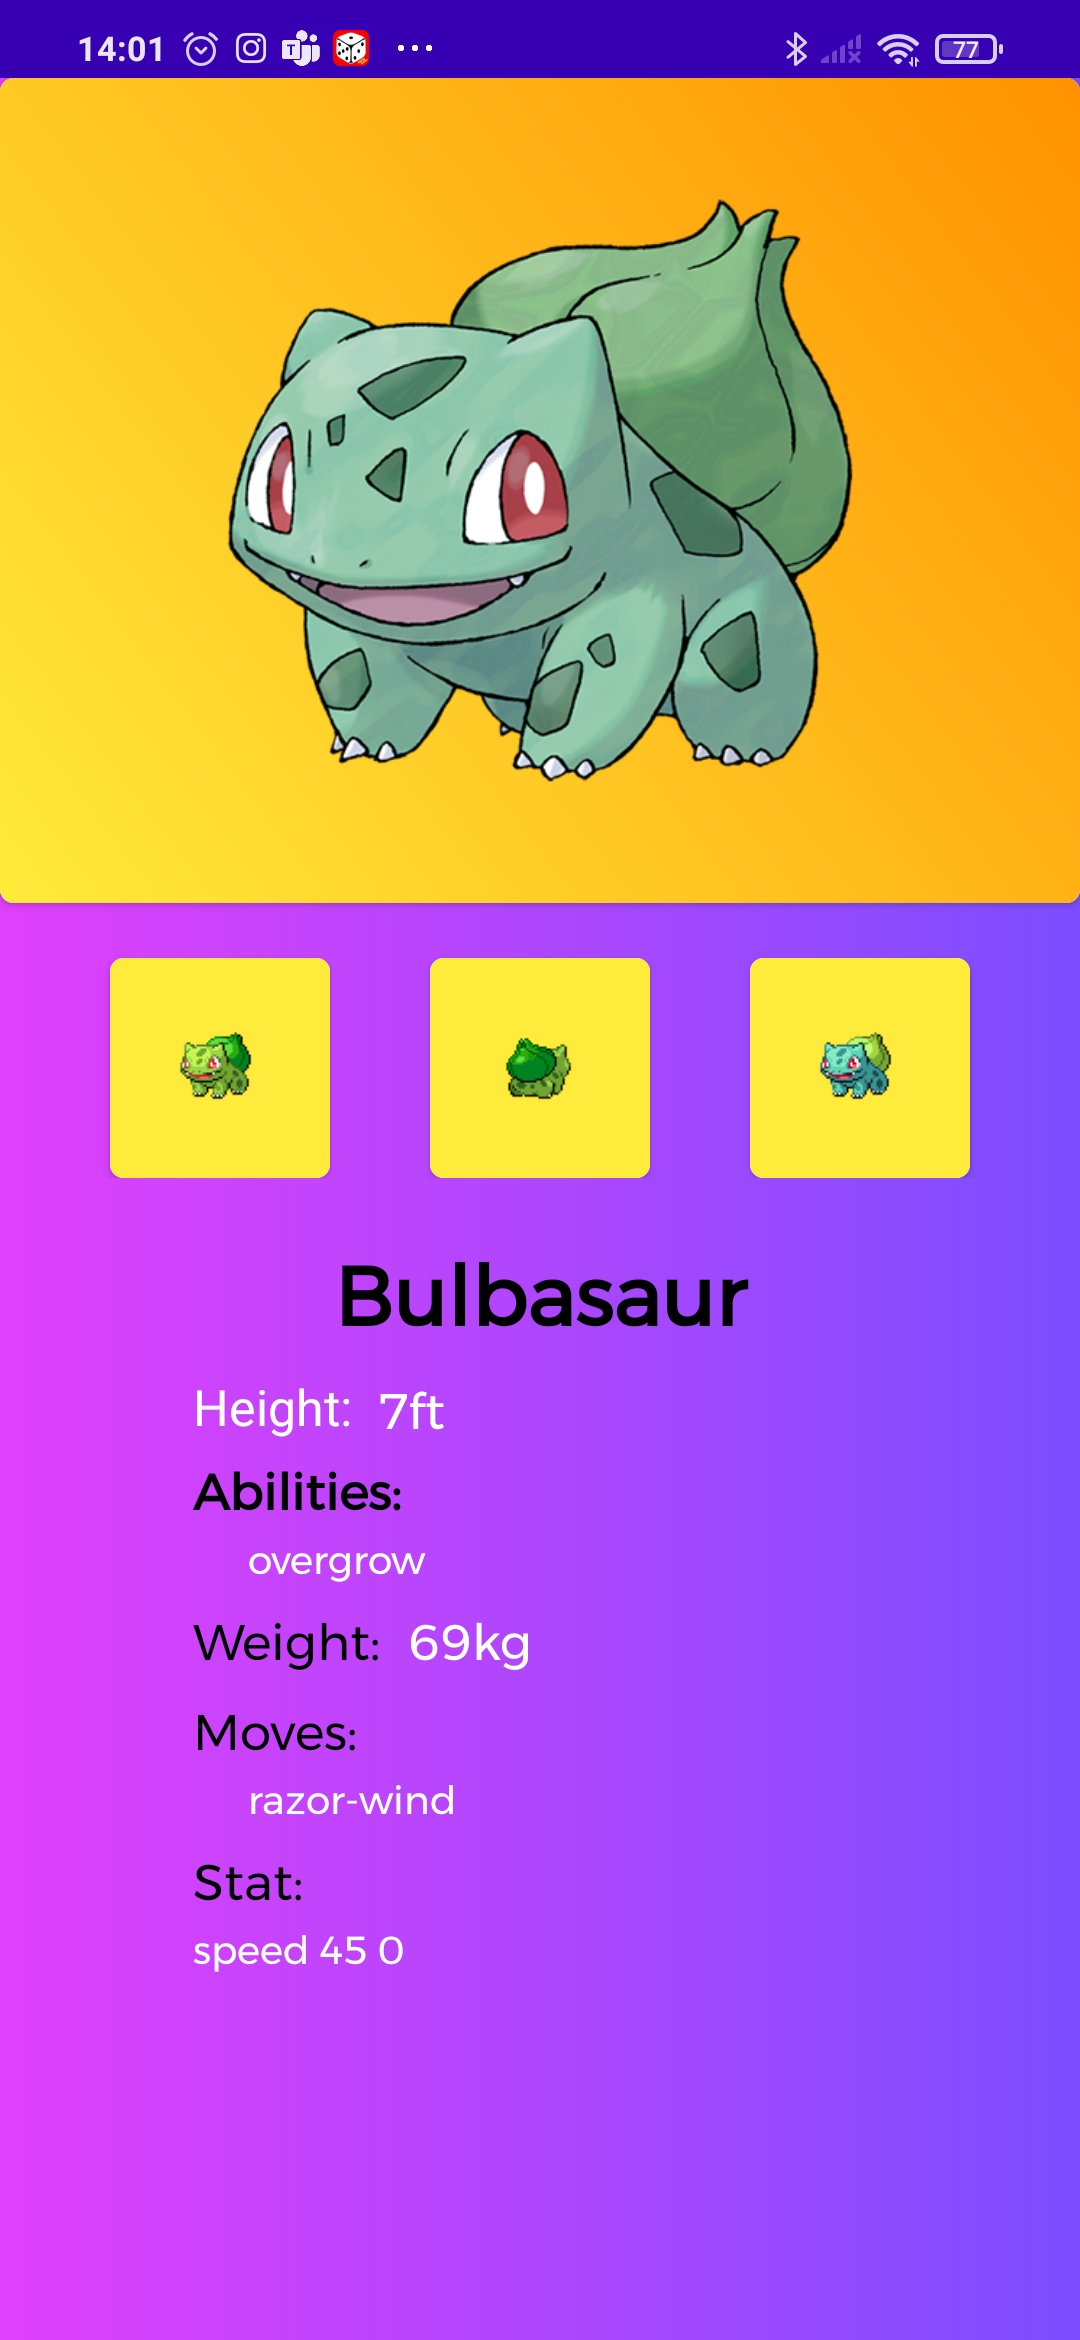 14:01 77
Bulbasaur
Height: 7ft
Abilities:
overgrow
Weight: 69kg
Moves:
razor-wind
Stat:
speed 45 0